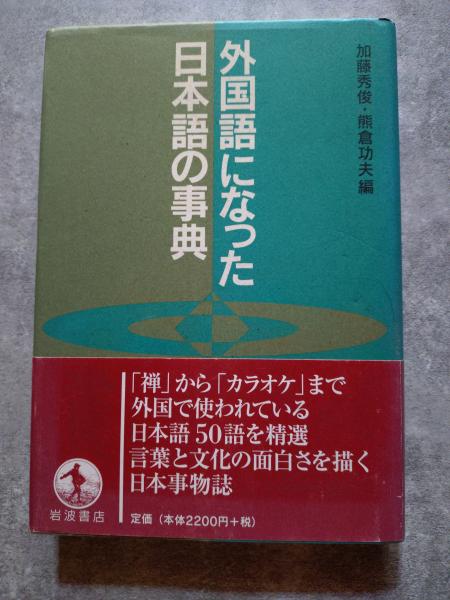 外国語になった
日本語の事典
加藤秀俊・熊倉功夫 編
「禅」から「カラオケ」まで
外国で使われている
日本語50語を精選
言葉と文化の面白さを描く
日本事物誌
岩波書店
定価（本体2200円+税）